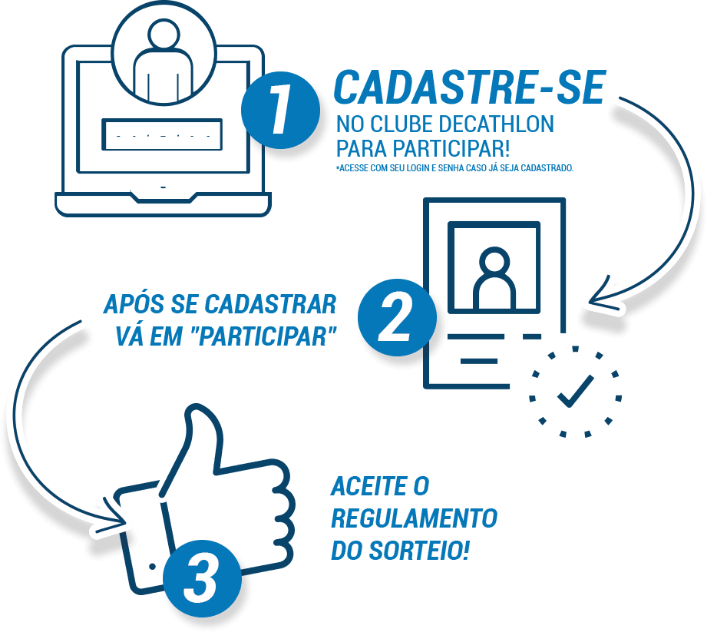 1
CADASTRE-SE
NO CLUBE DECATHLON
PARA PARTICIPAR!
*ACESSE COM SEU LOGIN E SENHA CASO JÁ SEJA CADASTRADO.
APÓS SE CADASTRAR
VÁ EM "PARTICIPAR"
2
ACEITE O
REGULAMENTO
DO SORTEIO!
3